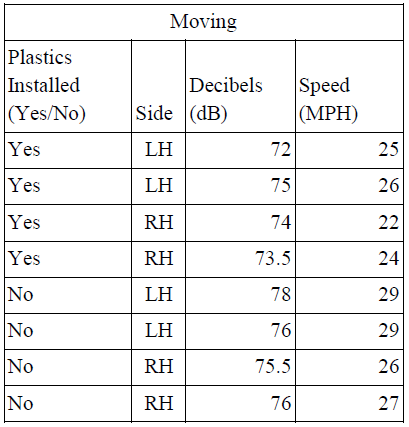 Moving
Plastics
Installed
(Yes/No) Side Decibels (dB) Speed (MPH)
Yes LH 72 25
Yes LH 75 26
Yes RH 74 22
Yes RH 73.5 24
No LH 78 29
No LH 76 29
No RH 75.5 26
No RH 76 27